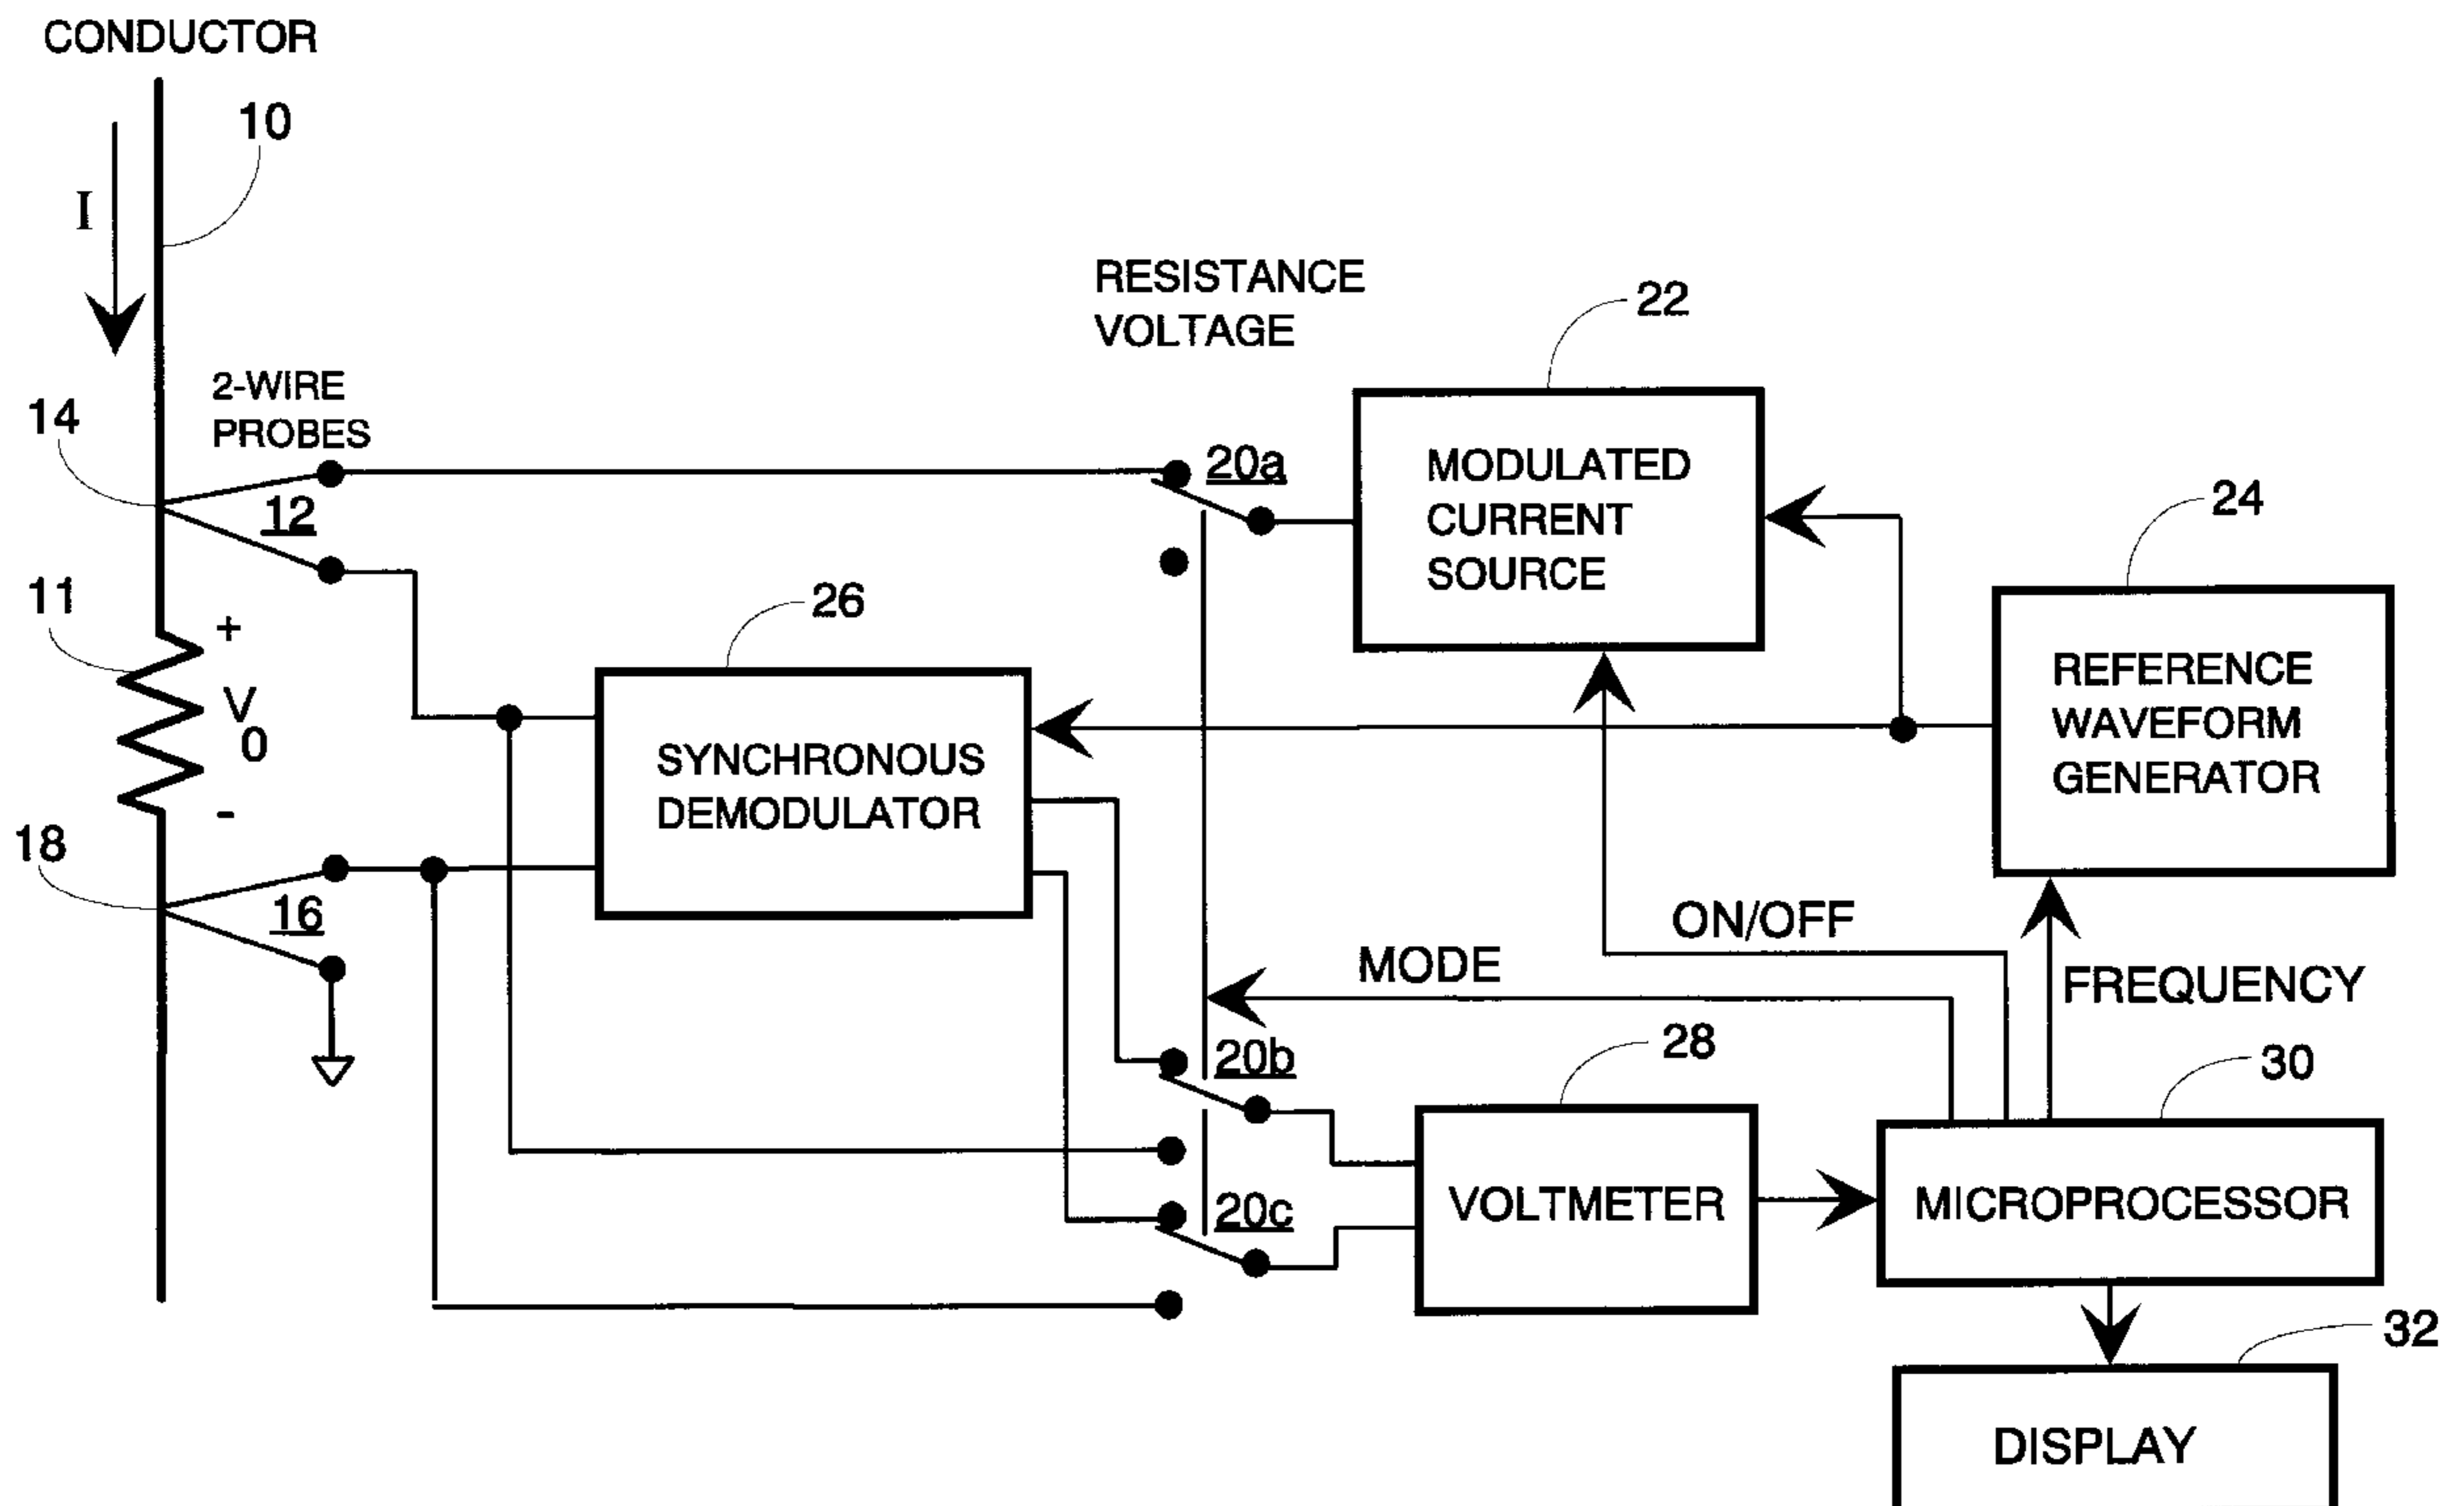 CONDUCTOR
10
I
RESISTANCE
VOLTAGE
22
2-WIRE
PROBES
14
12
20a
MODULATED
CURRENT
SOURCE
24
11
+
V
0
-
26
SYNCHRONOUS
DEMODULATOR
REFERENCE
WAVEFORM
GENERATOR
18
16
ON/OFF
MODE
FREQUENCY
20b
28
30
20c
VOLTMETER
MICROPROCESSOR
32
DISPLAY